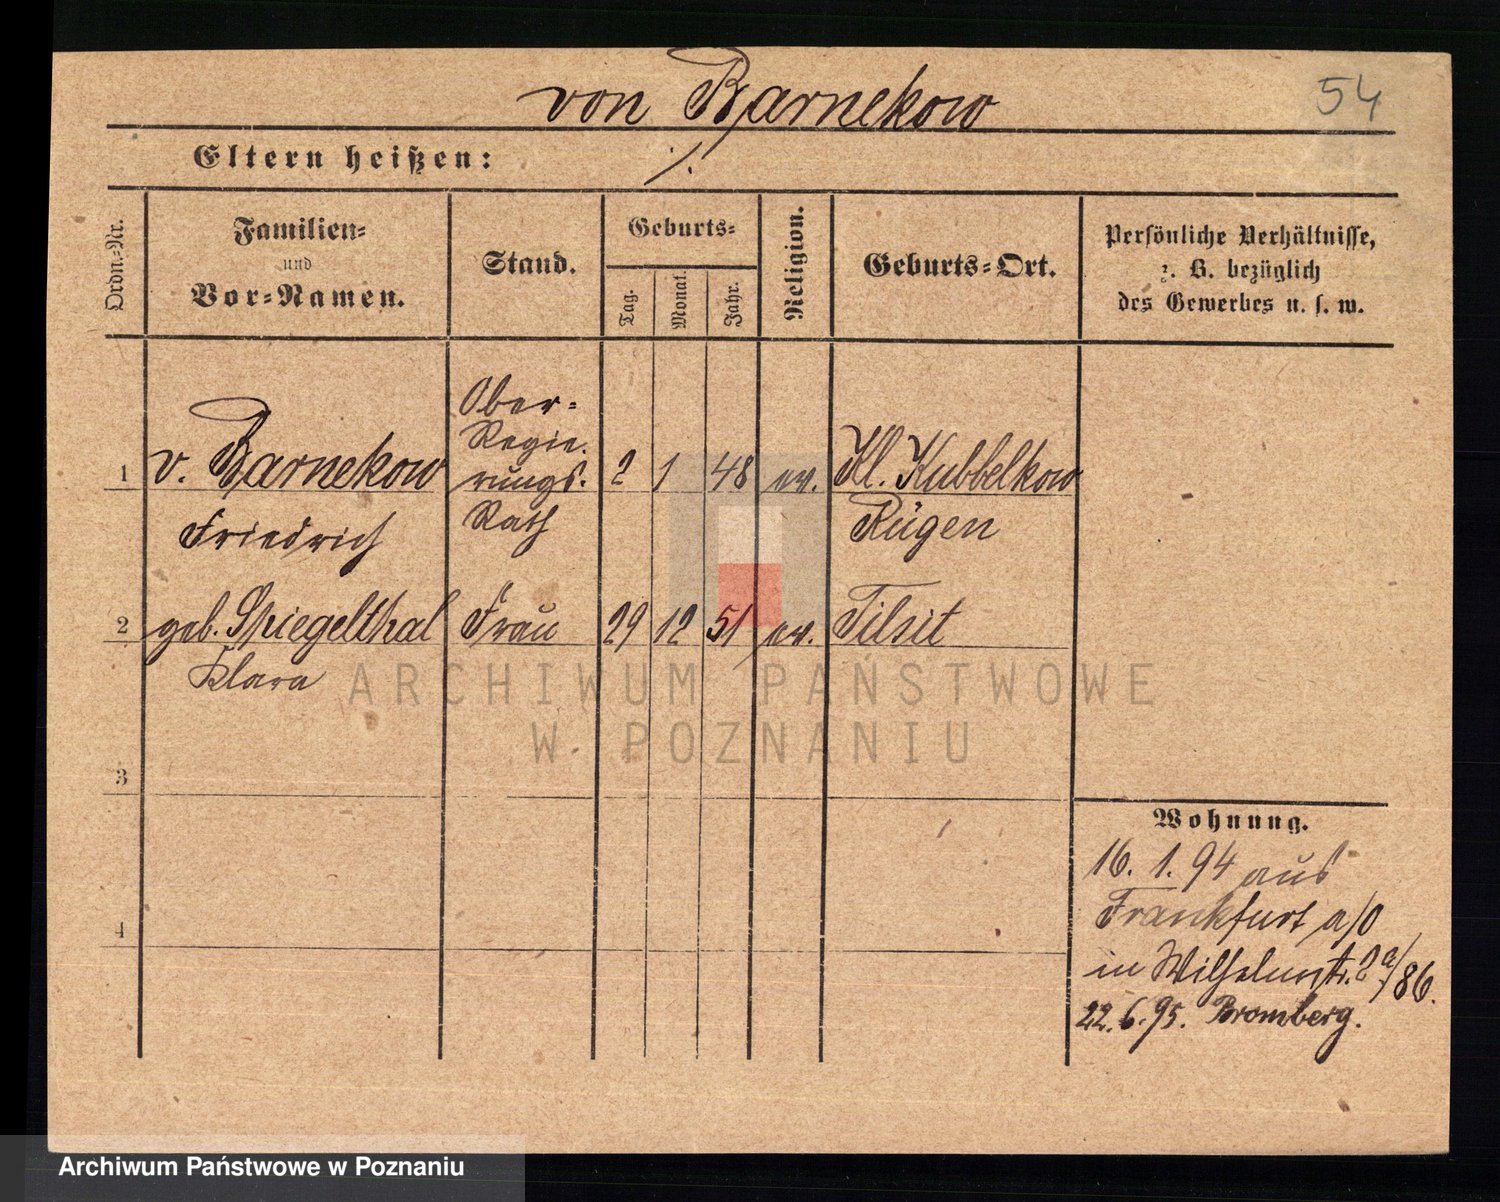 von Barnekow
54
Eltern heißen:
./.
Ordn.-Nr.
Familien-
und
Vor-Namen.
Stand.
Geburts-
Tag.
Monat.
Jahr.
Religion.
Geburts-Ort.
Persönliche Verhältnisse,
z. B. bezüglich
des Gewerbes u. s. w.
Ober-
Regie-
1 v. Barnekow rungs- 2 1 48 ev. Kl. Kubbelkow
Friedrich Rath Rügen
2 geb. Spiegelthal Frau 29 12 51 ev. Tilsit
Klara
ARCHIWUM PAŃSTWOWE
W POZNANIU
3
Wohnung.
16. 1. 94 aus
Frankfurt a/O
4
in Wilhelmstr. 2a/86.
22. 6. 95. Bromberg.
Archiwum Państwowe w Poznaniu